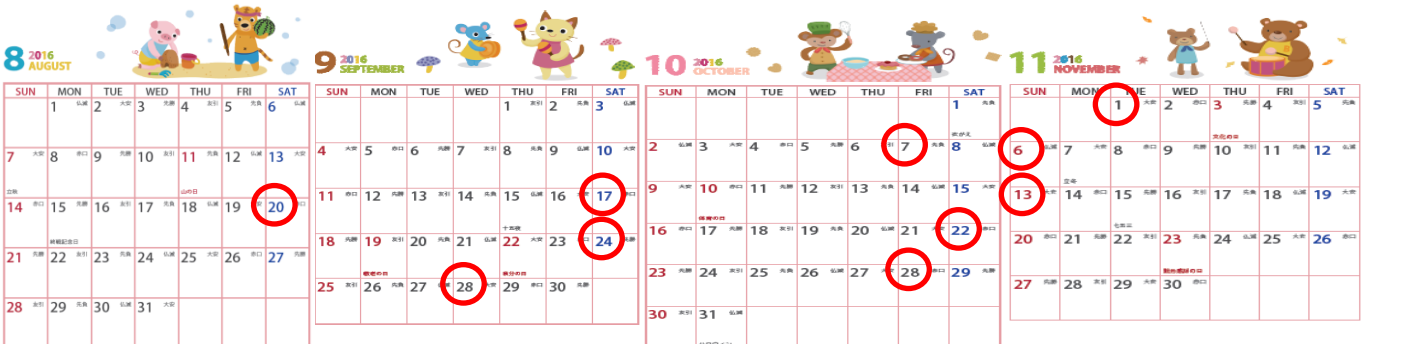 8 2016 AUGUST
SUN MON TUE WED THU FRI SAT
1 仏滅 2 大安 3 先勝 4 友引 5 先負 6 仏滅
7 大安 8 赤口 9 先勝 10 友引 11 先負 12 仏滅 13 大安
立秋 山の日
14 赤口 15 先勝 16 友引 17 先負 18 仏滅 19 20
終戦記念日
21 先勝 22 友引 23 先負 24 仏滅 25 大安 26 赤口 27 先勝
28 友引 29 先負 30 仏滅 31 大安
9 2016 SEPTEMBER
SUN MON TUE WED THU FRI SAT
1 友引 2 先負 3 仏滅
4 大安 5 赤口 6 先勝 7 友引 8 先負 9 仏滅 10 大安
11 赤口 12 先勝 13 友引 14 先負 15 仏滅 16 17
十五夜
18 先勝 19 友引 20 先負 21 仏滅 22 大安 23 24
敬老の日 秋分の日
25 友引 26 先負 27 28 29 赤口 30 先勝
10 2016 OCTOBER
SUN MON TUE WED THU FRI SAT
1 先負
衣がえ
2 仏滅 3 大安 4 赤口 5 先勝 6 7 先負 8 仏滅
9 大安 10 赤口 11 先勝 12 友引 13 先負 14 仏滅 15 大安
体育の日
16 赤口 17 先勝 18 友引 19 先負 20 仏滅 21 22 赤口
23 先勝 24 友引 25 先負 26 仏滅 27 28 赤口 29 先勝
30 友引 31 仏滅
11 2016 NOVEMBER
SUN MON TUE WED THU FRI SAT
1 大安 2 赤口 3 先勝 4 友引 5 先負
文化の日
6 仏滅 7 大安 8 赤口 9 先勝 10 友引 11 先負 12 仏滅
立冬
13 大安 14 赤口 15 先勝 16 友引 17 先負 18 仏滅 19 大安
七五三
20 赤口 21 先勝 22 友引 23 先負 24 仏滅 25 大安 26 赤口
勤労感謝の日
27 先勝 28 友引 29 大安 30 赤口